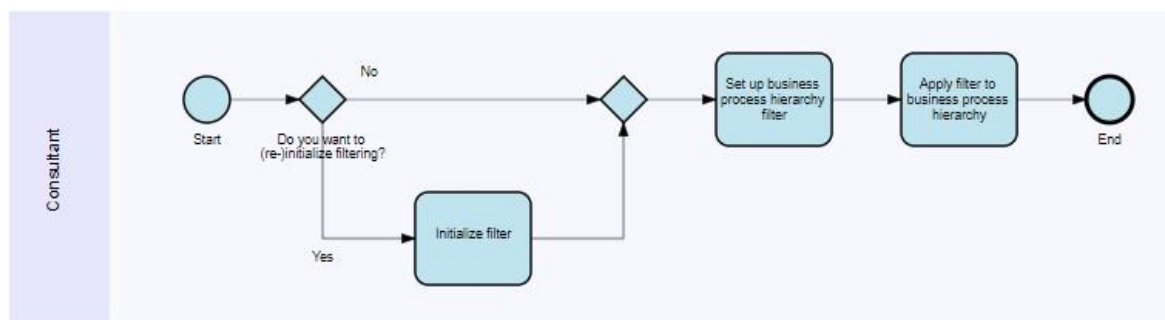 Consultant
Start
No
Do you want to
(re-)initialize filtering?
Yes
Initialize filter
Set up business
process hierarchy
filter
Apply filter to
business process
hierarchy
End